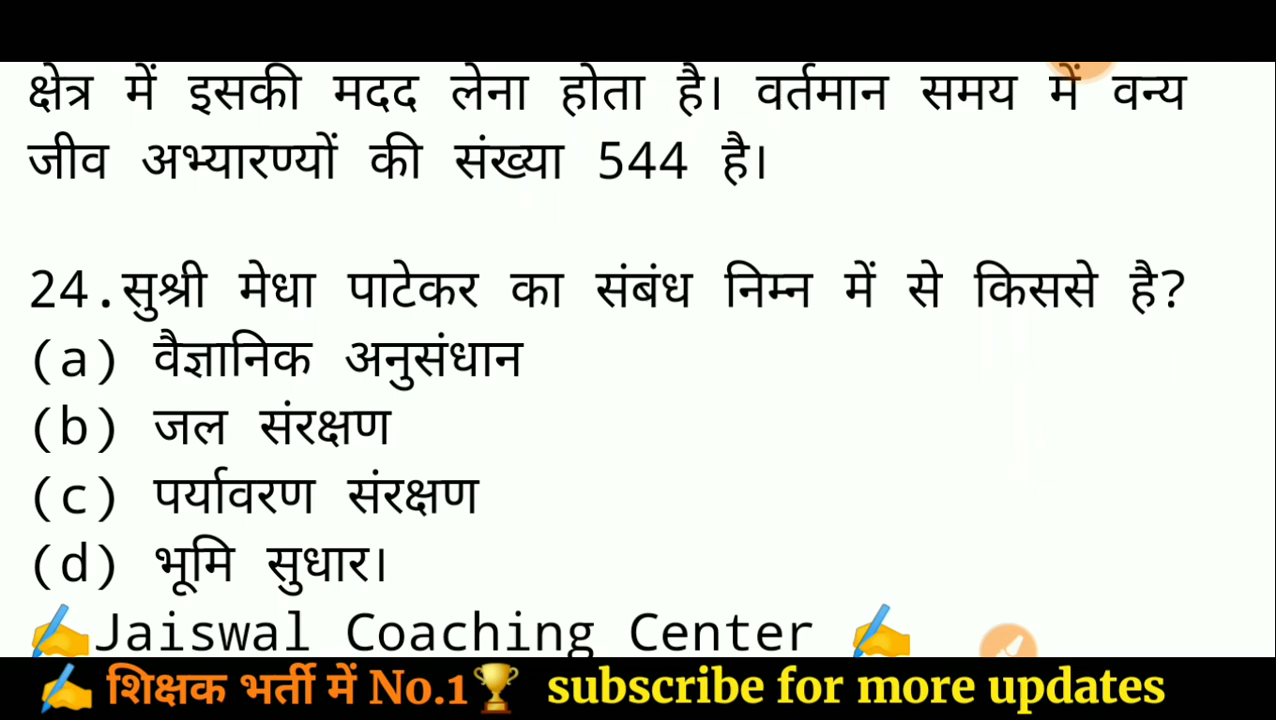 क्षेत्र में इसकी मदद लेना होता है। वर्तमान समय में वन्य
जीव अभ्यारण्यों की संख्या 544 है।
24.सुश्री मेधा पाटेकर का संबंध निम्न में से किससे है?
(a) वैज्ञानिक अनुसंधान
(b) जल संरक्षण
(c) पर्यावरण संरक्षण
(d) भूमि सुधार।
✍️Jaiswal Coaching Center ✍️
✍️ शिक्षक भर्ती में No.1🏆 subscribe for more updates